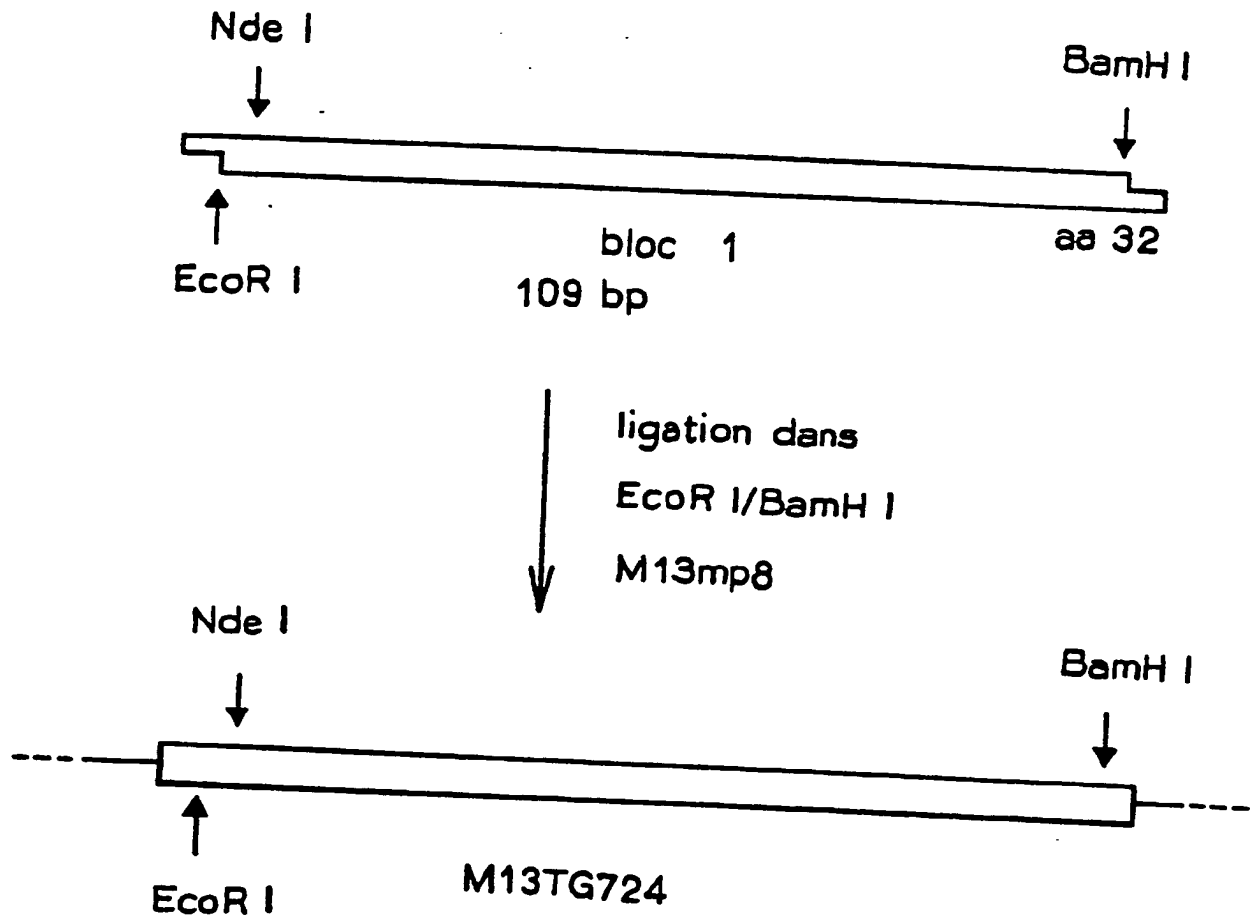 Nde I
BamH I
EcoR I
bloc 1
aa 32
109 bp
ligation dans
EcoR I/BamH I
M13mp8
Nde I
BamH I
EcoR I
M13TG724